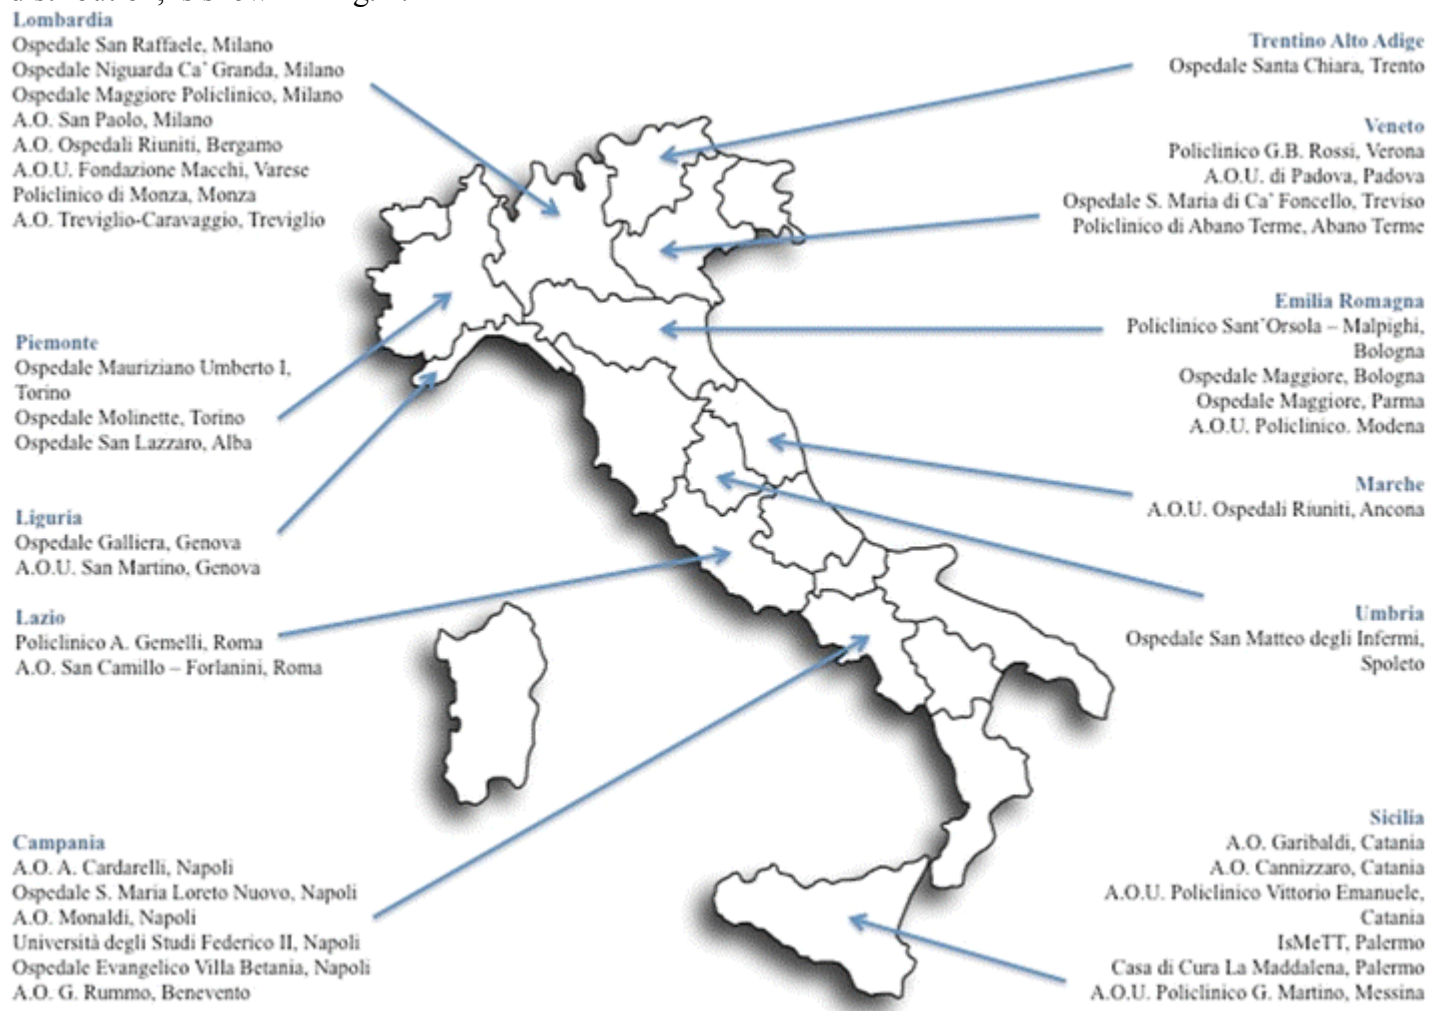 Lombardia
Ospedale San Raffaele, Milano
Ospedale Niguarda Ca' Granda, Milano
Ospedale Maggiore Policlinico, Milano
A.O. San Paolo, Milano
A.O. Ospedali Riuniti, Bergamo
A.O.U. Fondazione Macchi, Varese
Policlinico di Monza, Monza
A.O. Treviglio-Caravaggio, Treviglio
Piemonte
Ospedale Mauriziano Umberto I,
Torino
Ospedale Molinette, Torino
Ospedale San Lazzaro, Alba
Liguria
Ospedale Galliera, Genova
A.O.U. San Martino, Genova
Lazio
Policlinico A. Gemelli, Roma
A.O. San Camillo – Forlanini, Roma
Campania
A.O. A. Cardarelli, Napoli
Ospedale S. Maria Loreto Nuovo, Napoli
A.O. Monaldi, Napoli
Università degli Studi Federico II, Napoli
Ospedale Evangelico Villa Betania, Napoli
A.O. G. Rummo, Benevento
Trentino Alto Adige
Ospedale Santa Chiara, Trento
Veneto
Policlinico G.B. Rossi, Verona
A.O.U. di Padova, Padova
Ospedale S. Maria di Ca' Foncello, Treviso
Policlinico di Abano Terme, Abano Terme
Emilia Romagna
Policlinico Sant'Orsola – Malpighi,
Bologna
Ospedale Maggiore, Bologna
Ospedale Maggiore, Parma
A.O.U. Policlinico. Modena
Marche
A.O.U. Ospedali Riuniti, Ancona
Umbria
Ospedale San Matteo degli Infermi,
Spoleto
Sicilia
A.O. Garibaldi, Catania
A.O. Cannizzaro, Catania
A.O.U. Policlinico Vittorio Emanuele,
Catania
IsMeTT, Palermo
Casa di Cura La Maddalena, Palermo
A.O.U. Policlinico G. Martino, Messina